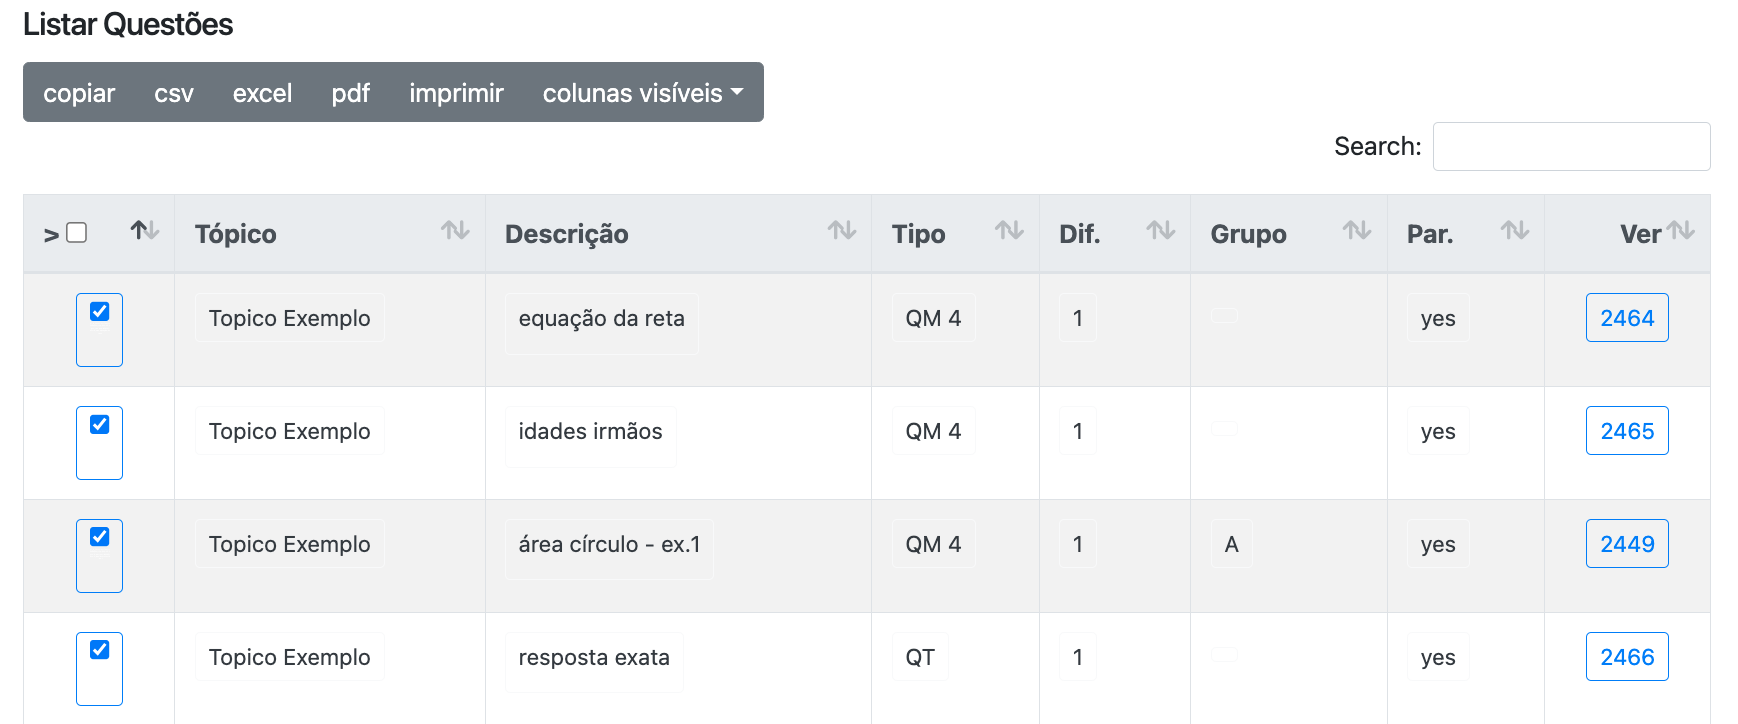 Listar Questões
copiar csv excel pdf imprimir colunas visíveis
Search:
> Tópico Descrição Tipo Dif. Grupo Par. Ver
Topico Exemplo equação da reta QM 4 1 yes 2464
Topico Exemplo idades irmãos QM 4 1 yes 2465
Topico Exemplo área círculo - ex.1 QM 4 1 A yes 2449
Topico Exemplo resposta exata QT 1 yes 2466